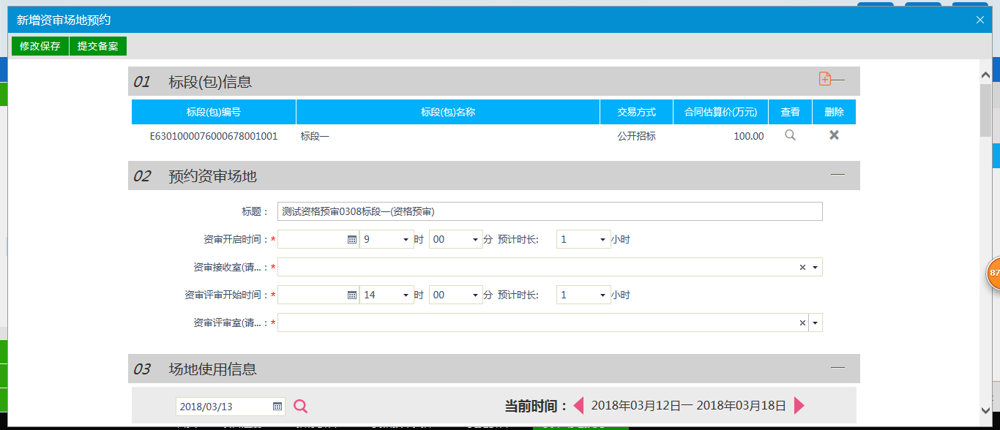 新增资审场地预约
修改保存 提交备案
01 标段(包)信息
标段(包)编号 标段(包)名称 交易方式 合同估算价(万元) 查看 删除
E6301000076000678001001 标段一 公开招标 100.00
02 预约资审场地
标题： 测试资格预审0308标段一(资格预审)
资审开启时间：* 9 时 00 分 预计时长: 1 小时
资审接收室(请...：*
资审评审开始时间：* 14 时 00 分 预计时长: 1 小时
资审评审室(请...：*
03 场地使用信息
2018/03/13 当前时间： 2018年03月12日一 2018年03月18日
87